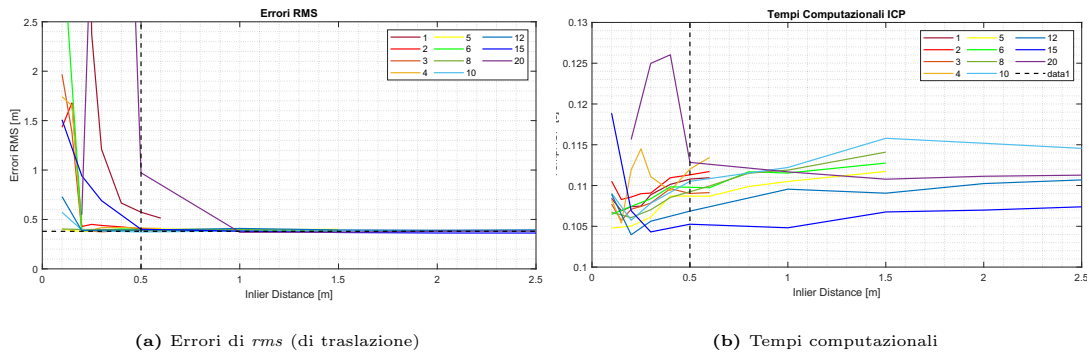 Errori RMS
2.5
2
1.5
1
0.5
0
Errori RMS [m]
1 5 12
2 6 15
3 8 20
4 10
0 0.5 1 1.5 2 2.5
Inlier Distance [m]
(a) Errori di rms (di traslazione)
Tempi Computazionali ICP
0.13
0.125
0.12
0.115
0.11
0.105
0.1
1 5 12
2 6 15
3 8 20
4 10 data1
0 0.5 1 1.5 2 2.5
Inlier Distance [m]
(b) Tempi computazionali